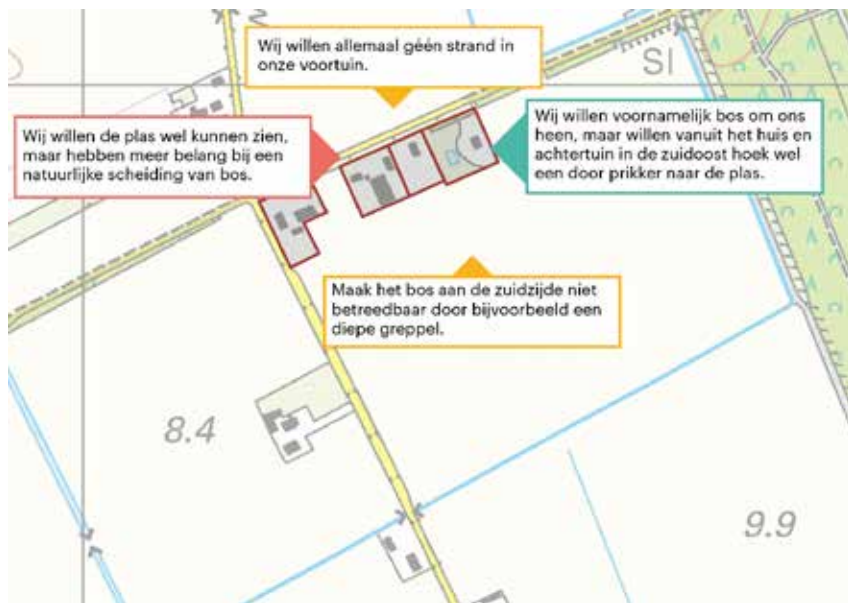 Wij willen allemaal géén strand in
onze voortuin.
SI
Wij willen de plas wel kunnen zien,
maar hebben meer belang bij een
natuurlijke scheiding van bos.
Wij willen voornamelijk bos om ons
heen, maar willen vanuit het huis en
achtertuin in de zuidoost hoek wel
een door prikker naar de plas.
Maak het bos aan de zuidzijde niet
betreedbaar door bijvoorbeeld een
diepe greppel.
8.4
9.9